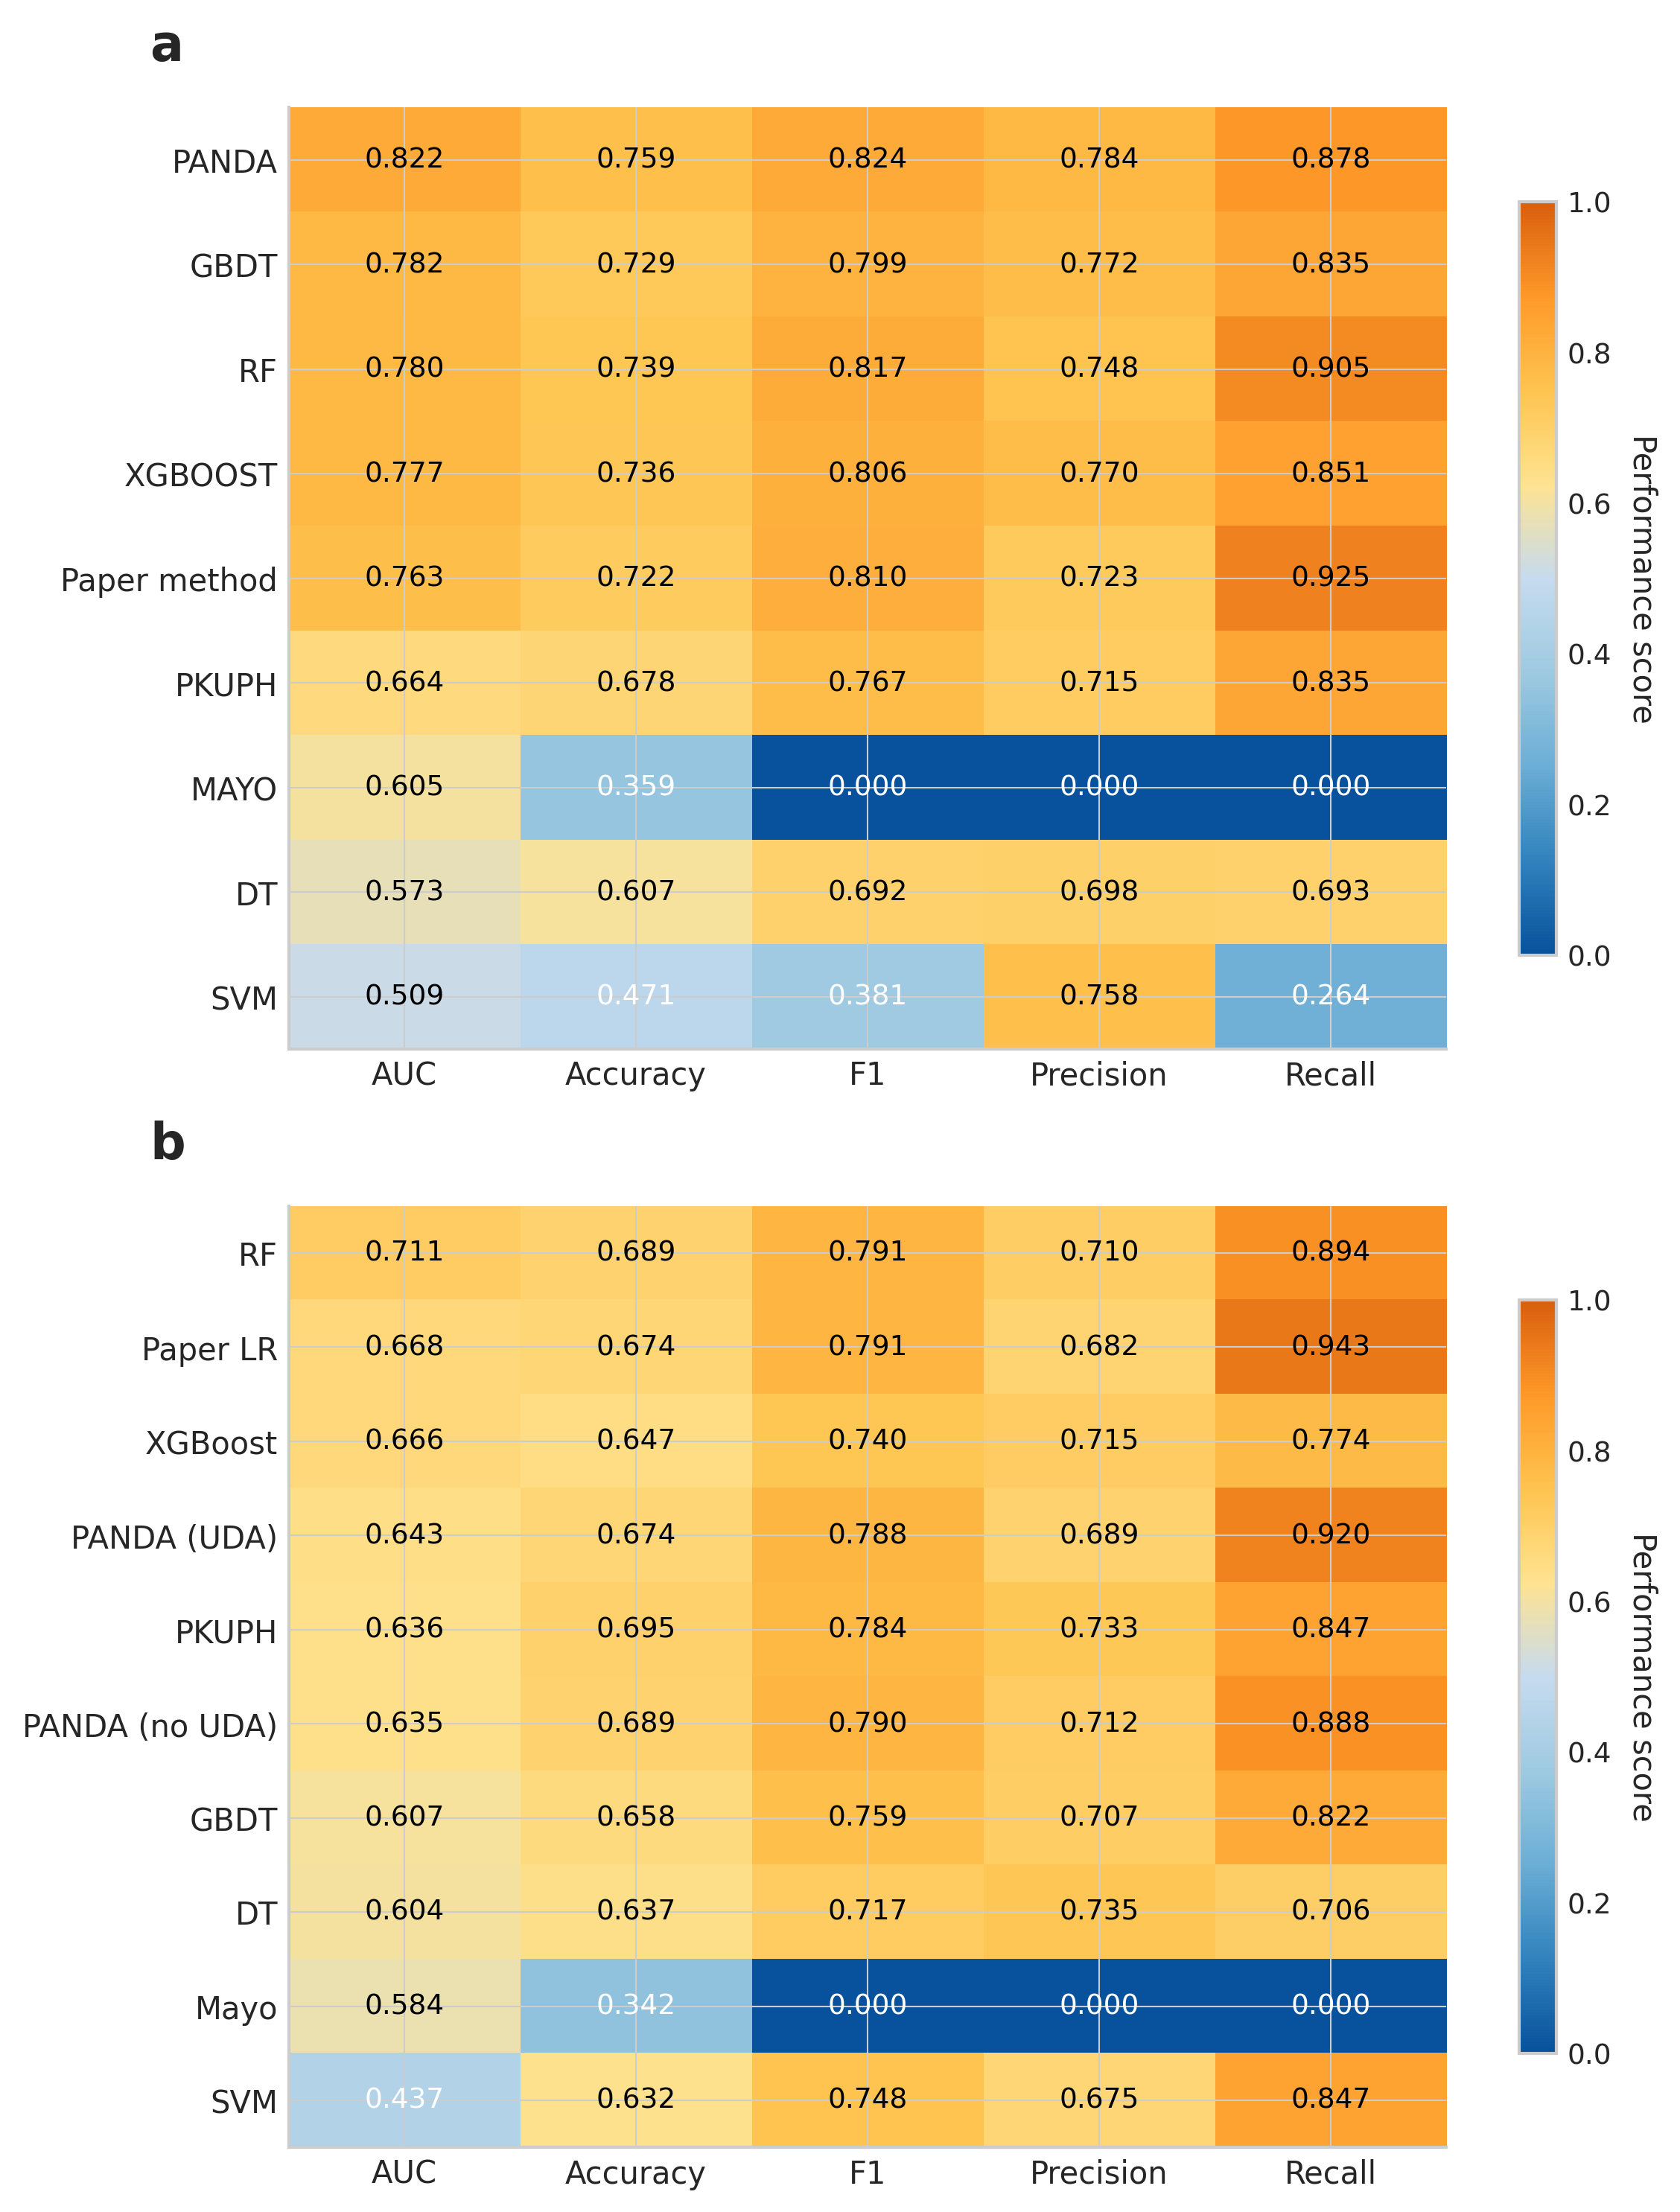 a
PANDA 0.822 0.759 0.824 0.784 0.878
GBDT 0.782 0.729 0.799 0.772 0.835
RF 0.780 0.739 0.817 0.748 0.905
XGBOOST 0.777 0.736 0.806 0.770 0.851
Paper method 0.763 0.722 0.810 0.723 0.925
PKUPH 0.664 0.678 0.767 0.715 0.835
MAYO 0.605 0.359 0.000 0.000 0.000
DT 0.573 0.607 0.692 0.698 0.693
SVM 0.509 0.471 0.381 0.758 0.264
AUC Accuracy F1 Precision Recall
1.0
0.8
0.6
0.4
0.2
0.0
Performance score
b
RF 0.711 0.689 0.791 0.710 0.894
Paper LR 0.668 0.674 0.791 0.682 0.943
XGBoost 0.666 0.647 0.740 0.715 0.774
PANDA (UDA) 0.643 0.674 0.788 0.689 0.920
PKUPH 0.636 0.695 0.784 0.733 0.847
PANDA (no UDA) 0.635 0.689 0.790 0.712 0.888
GBDT 0.607 0.658 0.759 0.707 0.822
DT 0.604 0.637 0.717 0.735 0.706
Mayo 0.584 0.342 0.000 0.000 0.000
SVM 0.437 0.632 0.748 0.675 0.847
AUC Accuracy F1 Precision Recall
1.0
0.8
0.6
0.4
0.2
0.0
Performance score